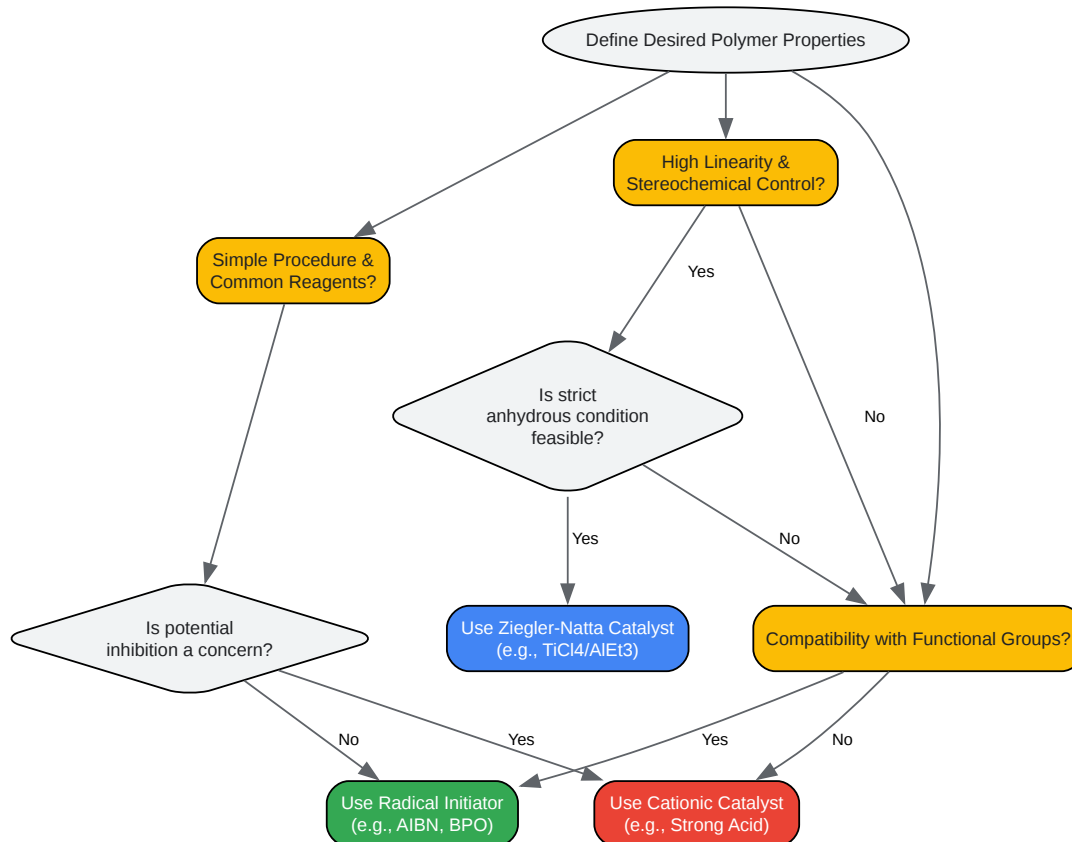 Define Desired Polymer Properties
High Linearity &
Stereochemical Control?
Simple Procedure &
Common Reagents?
Yes
Is strict
anhydrous condition
feasible?
No
Yes
No
Is potential
inhibition a concern?
Use Ziegler-Natta Catalyst
(e.g., TiCl4/AlEt3)
Compatibility with Functional Groups?
No
Yes
Yes
No
Use Radical Initiator
(e.g., AIBN, BPO)
Use Cationic Catalyst
(e.g., Strong Acid)